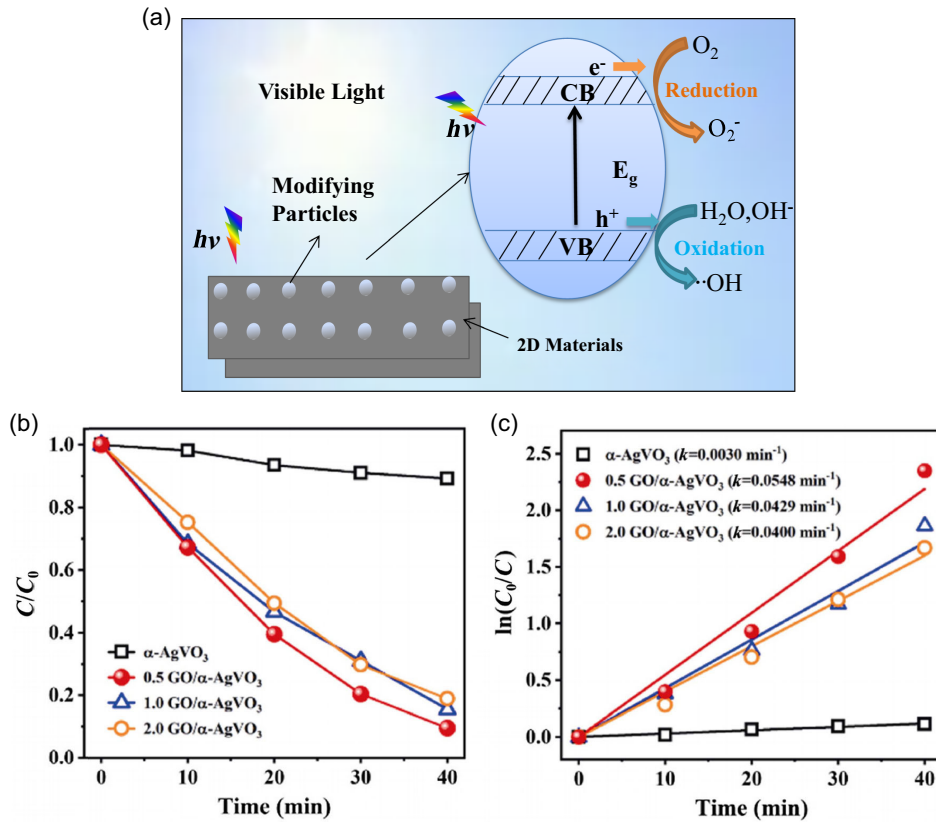 (a)
Visible Light
hν
Modifying
Particles
hν
2D Materials
e⁻
CB
E_g
h⁺
VB
O₂
Reduction
O₂⁻
H₂O,OH⁻
Oxidation
··OH
(b)
C/C₀
1.0
0.8
0.6
0.4
0.2
0.0
α-AgVO₃
0.5 GO/α-AgVO₃
1.0 GO/α-AgVO₃
2.0 GO/α-AgVO₃
0 10 20 30 40
Time (min)
(c)
ln(C₀/C)
2.5
2.0
1.5
1.0
0.5
0.0
α-AgVO₃ (k=0.0030 min⁻¹)
0.5 GO/α-AgVO₃ (k=0.0548 min⁻¹)
1.0 GO/α-AgVO₃ (k=0.0429 min⁻¹)
2.0 GO/α-AgVO₃ (k=0.0400 min⁻¹)
0 10 20 30 40
Time (min)